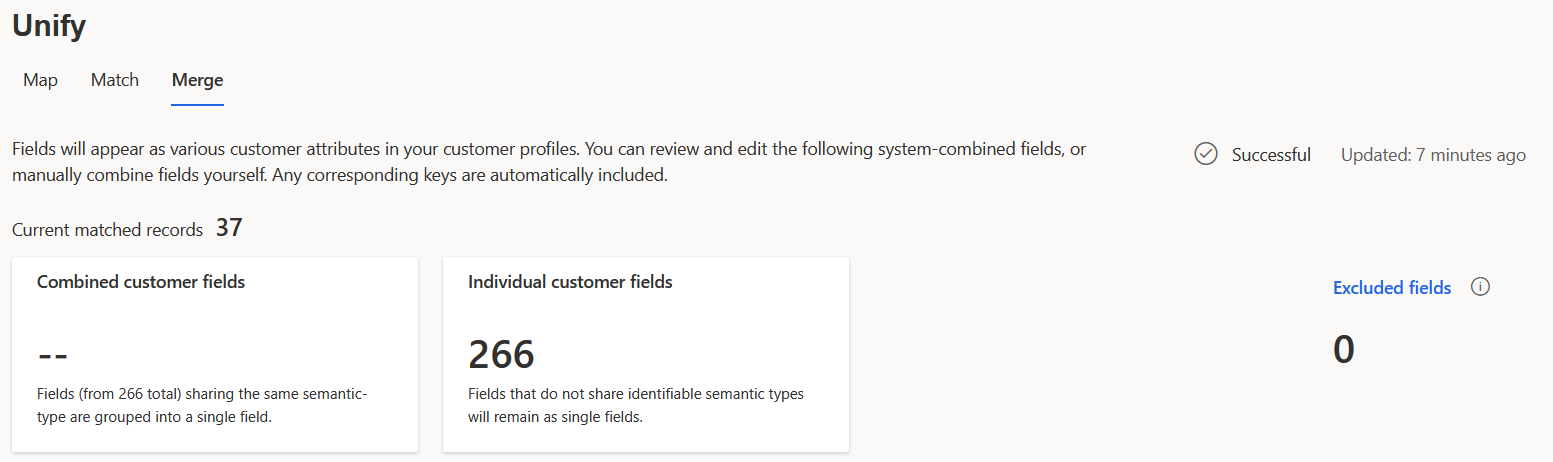 Unify
Map Match Merge
Fields will appear as various customer attributes in your customer profiles. You can review and edit the following system-combined fields, or
manually combine fields yourself. Any corresponding keys are automatically included.
Successful Updated: 7 minutes ago
Current matched records 37
Combined customer fields
--
Fields (from 266 total) sharing the same semantic-
type are grouped into a single field.
Individual customer fields
266
Fields that do not share identifiable semantic types
will remain as single fields.
Excluded fields
0